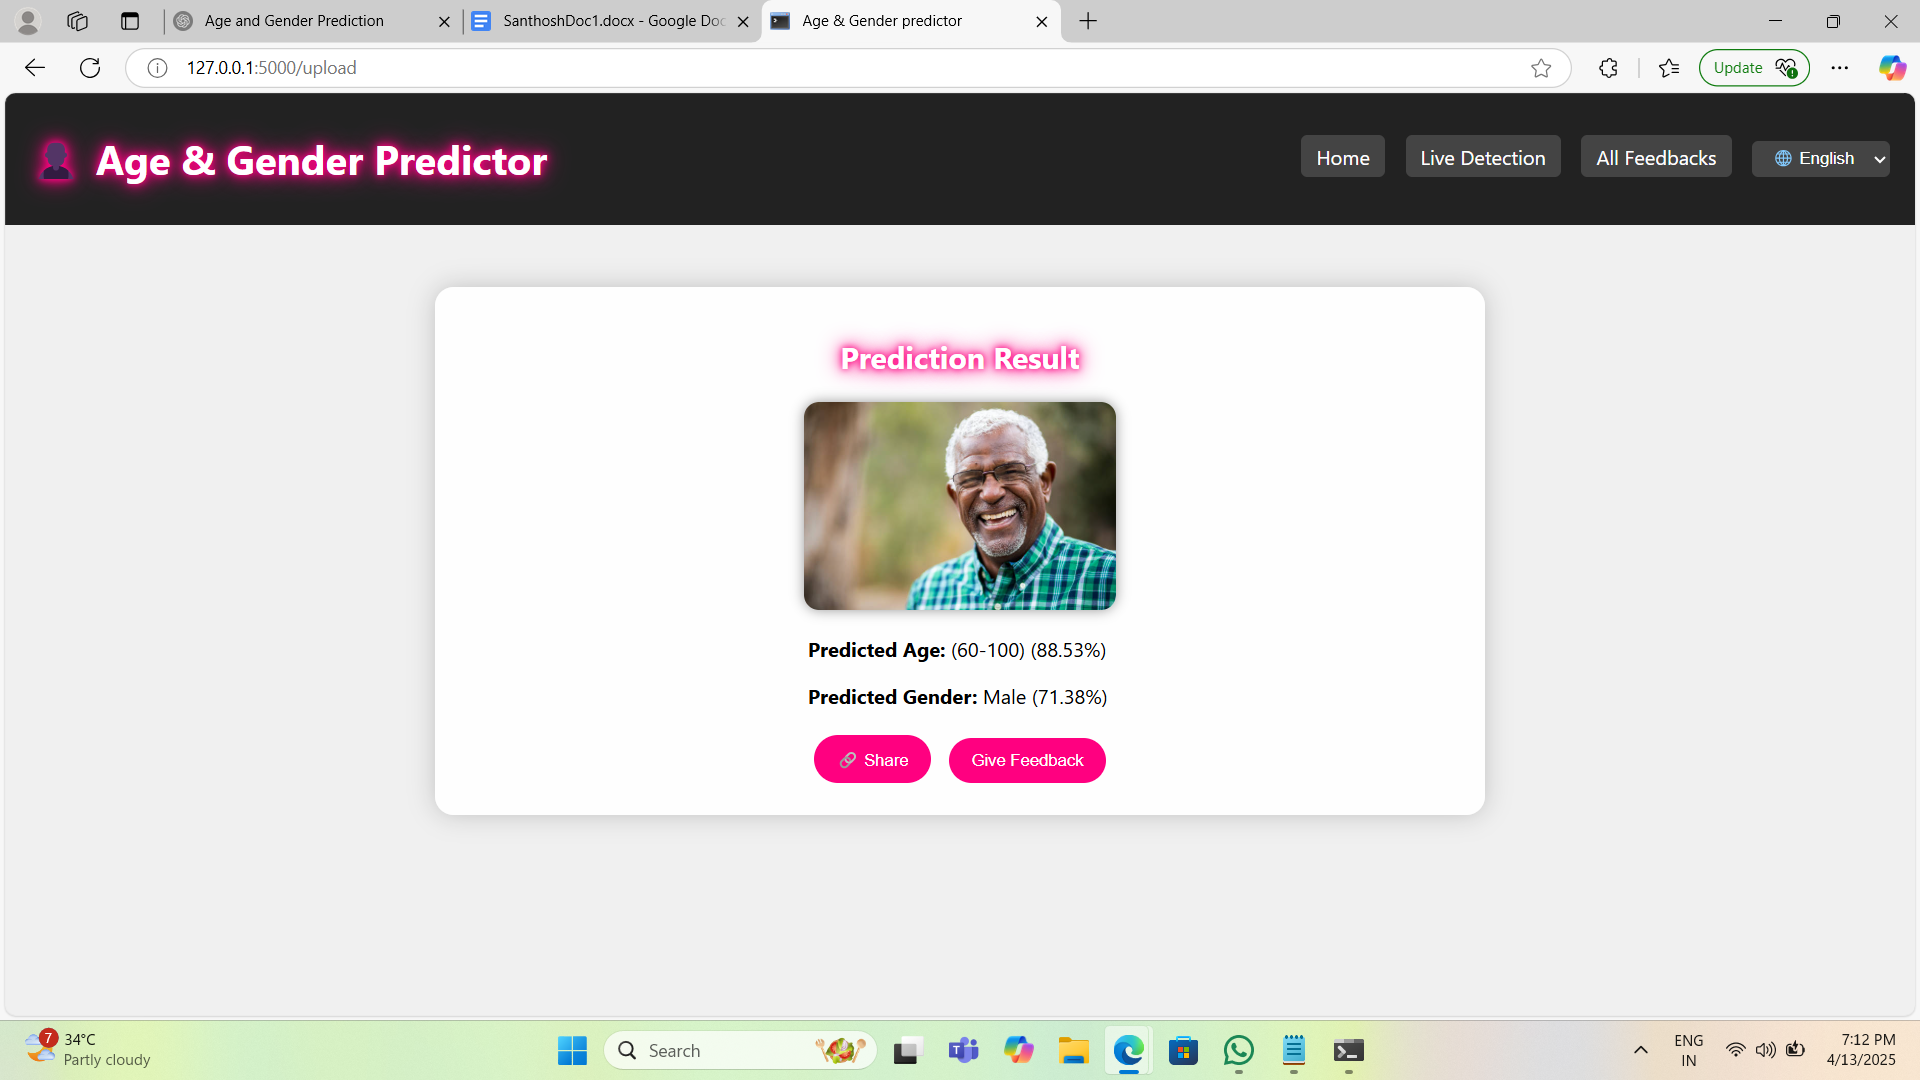 Age and Gender Prediction
SanthoshDoc1.docx - Google Doc
Age & Gender predictor
127.0.0.1:5000/upload
Update
Age & Gender Predictor
Home
Live Detection
All Feedbacks
English
Prediction Result
Predicted Age: (60-100) (88.53%)
Predicted Gender: Male (71.38%)
Share
Give Feedback
7
34°C
Partly cloudy
Search
ENG
IN
7:12 PM
4/13/2025